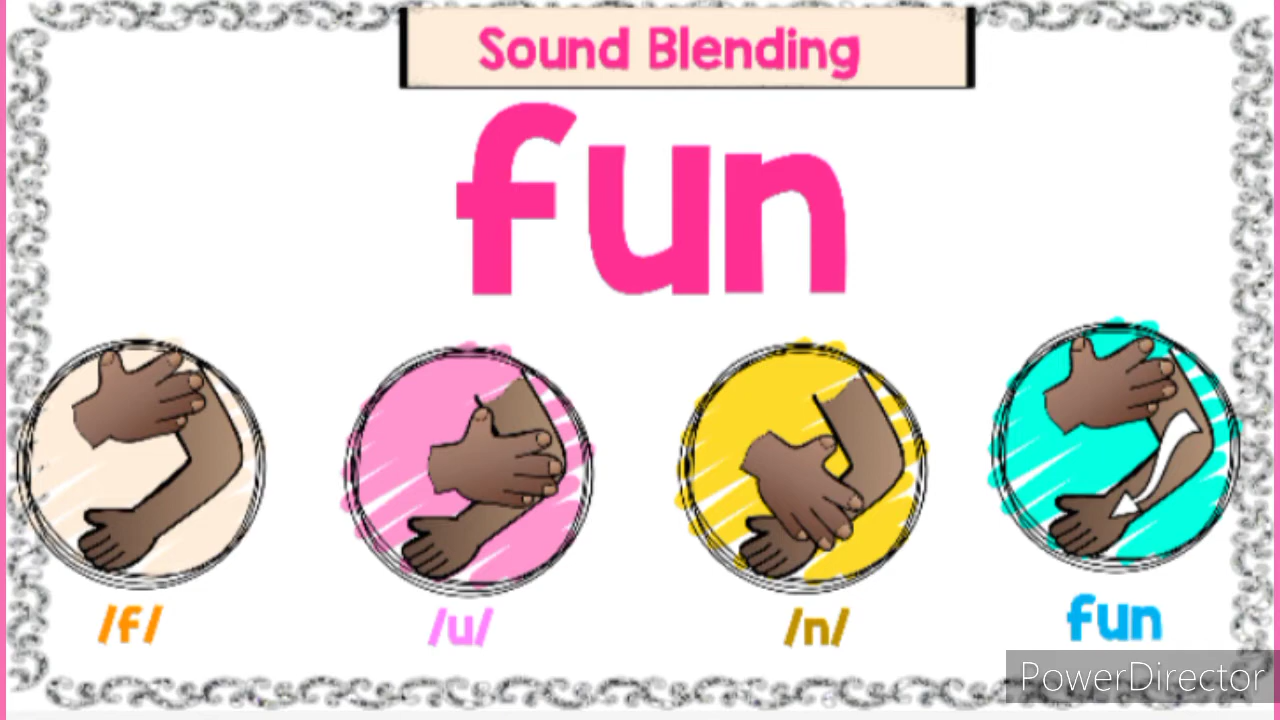 Sound Blending
fun
/f/ /u/ /n/ fun
PowerDirector